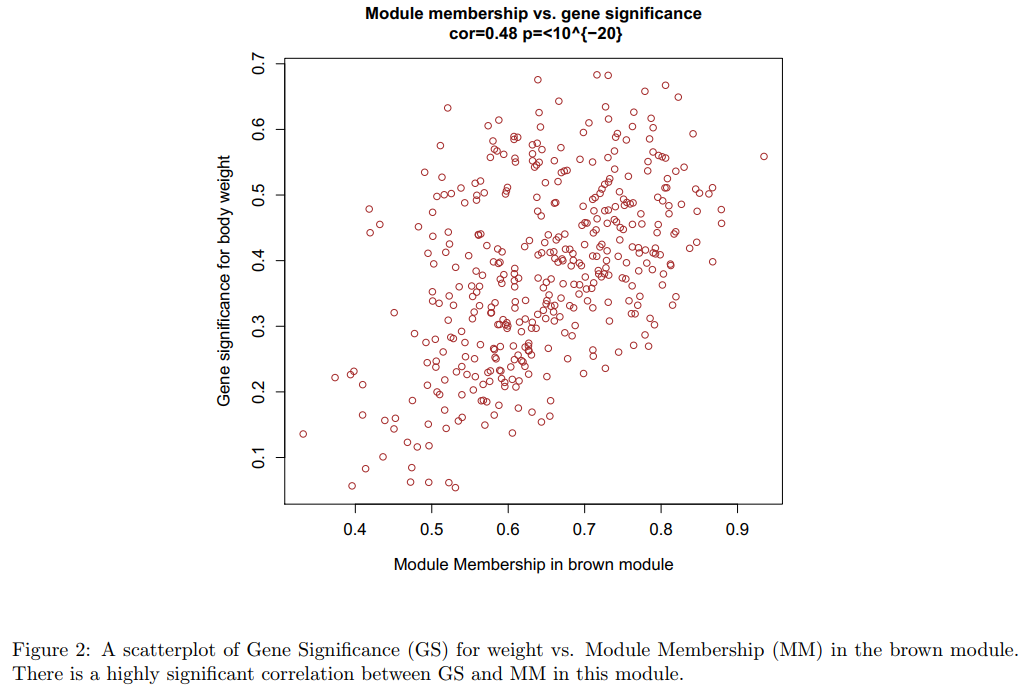 Module membership vs. gene significance
cor=0.48 p=<10^{−20}
Gene significance for body weight
0.7
0.6
0.5
0.4
0.3
0.2
0.1
0.4 0.5 0.6 0.7 0.8 0.9
Module Membership in brown module
Figure 2: A scatterplot of Gene Significance (GS) for weight vs. Module Membership (MM) in the brown module.
There is a highly significant correlation between GS and MM in this module.